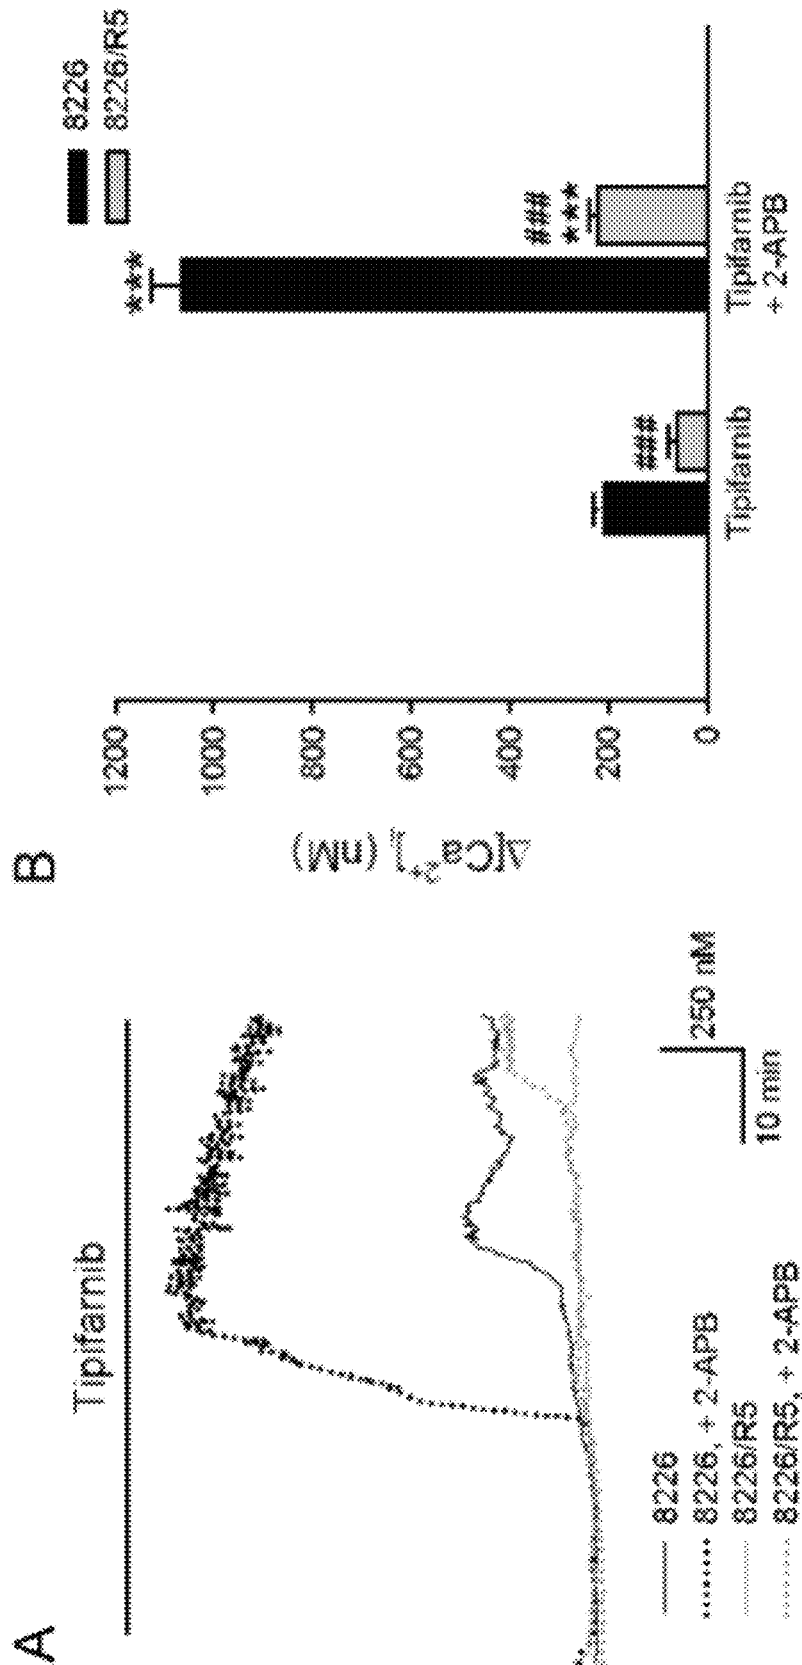 A
Tipifarnib
8226
8226, + 2-APB
8226/R5
8226/R5, + 2-APB
250 nM
10 min
B
8226
8226/R5
Δ[Ca²⁺]ᵢ (nM)
1200
1000
800
600
400
200
0
***
###
###
***
Tipifarnib
Tipifarnib
+ 2-APB